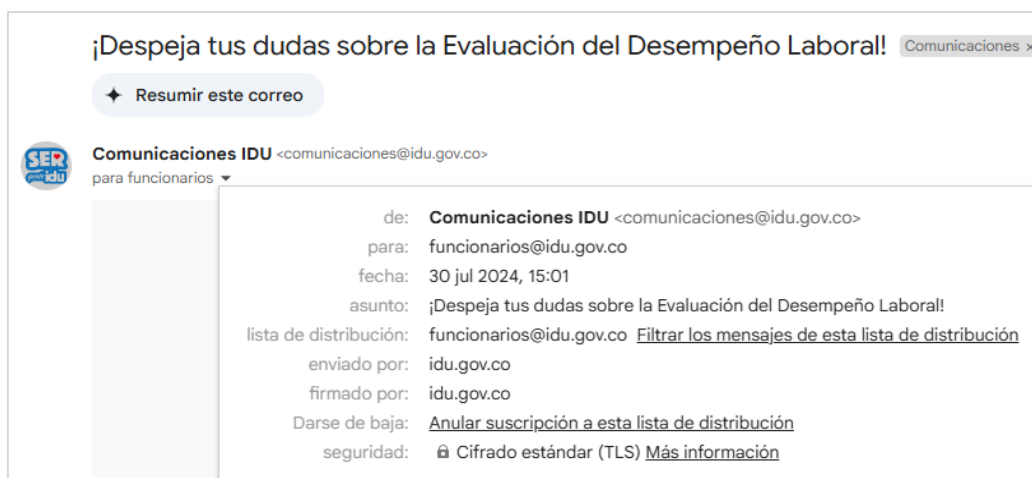 ¡Despeja tus dudas sobre la Evaluación del Desempeño Laboral! Comunicaciones ×
Resumir este correo
SER
gente idu
Comunicaciones IDU <comunicaciones@idu.gov.co>
para funcionarios
de: Comunicaciones IDU <comunicaciones@idu.gov.co>
para: funcionarios@idu.gov.co
fecha: 30 jul 2024, 15:01
asunto: ¡Despeja tus dudas sobre la Evaluación del Desempeño Laboral!
lista de distribución: funcionarios@idu.gov.co Filtrar los mensajes de esta lista de distribución
enviado por: idu.gov.co
firmado por: idu.gov.co
Darse de baja: Anular suscripción a esta lista de distribución
seguridad: Cifrado estándar (TLS) Más información